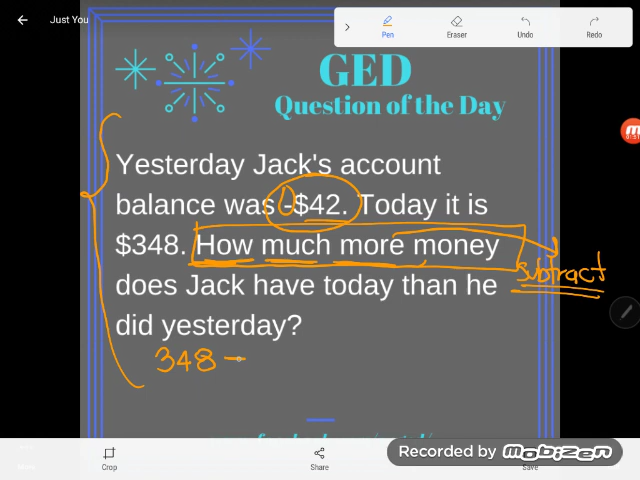 Just You
Pen
Eraser
Undo
Redo
GED
Question of the Day
Yesterday Jack's account
balance was -$42. Today it is
$348. How much more money
does Jack have today than he
did yesterday?
subtract
348 -
Crop
Share
Save
Recorded by MOBIZEN